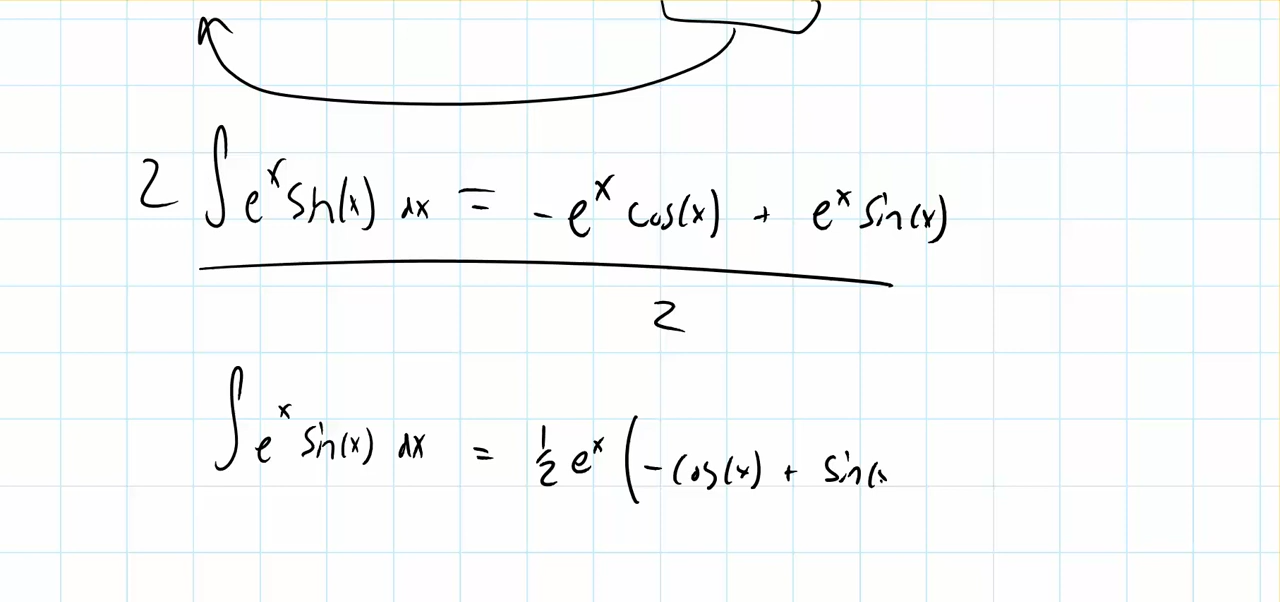 2 ∫ e^x sin(x) dx = -e^x cos(x) + e^x sin(x)
2
∫ e^x sin(x) dx = 1/2 e^x (-cos(x) + sin(x